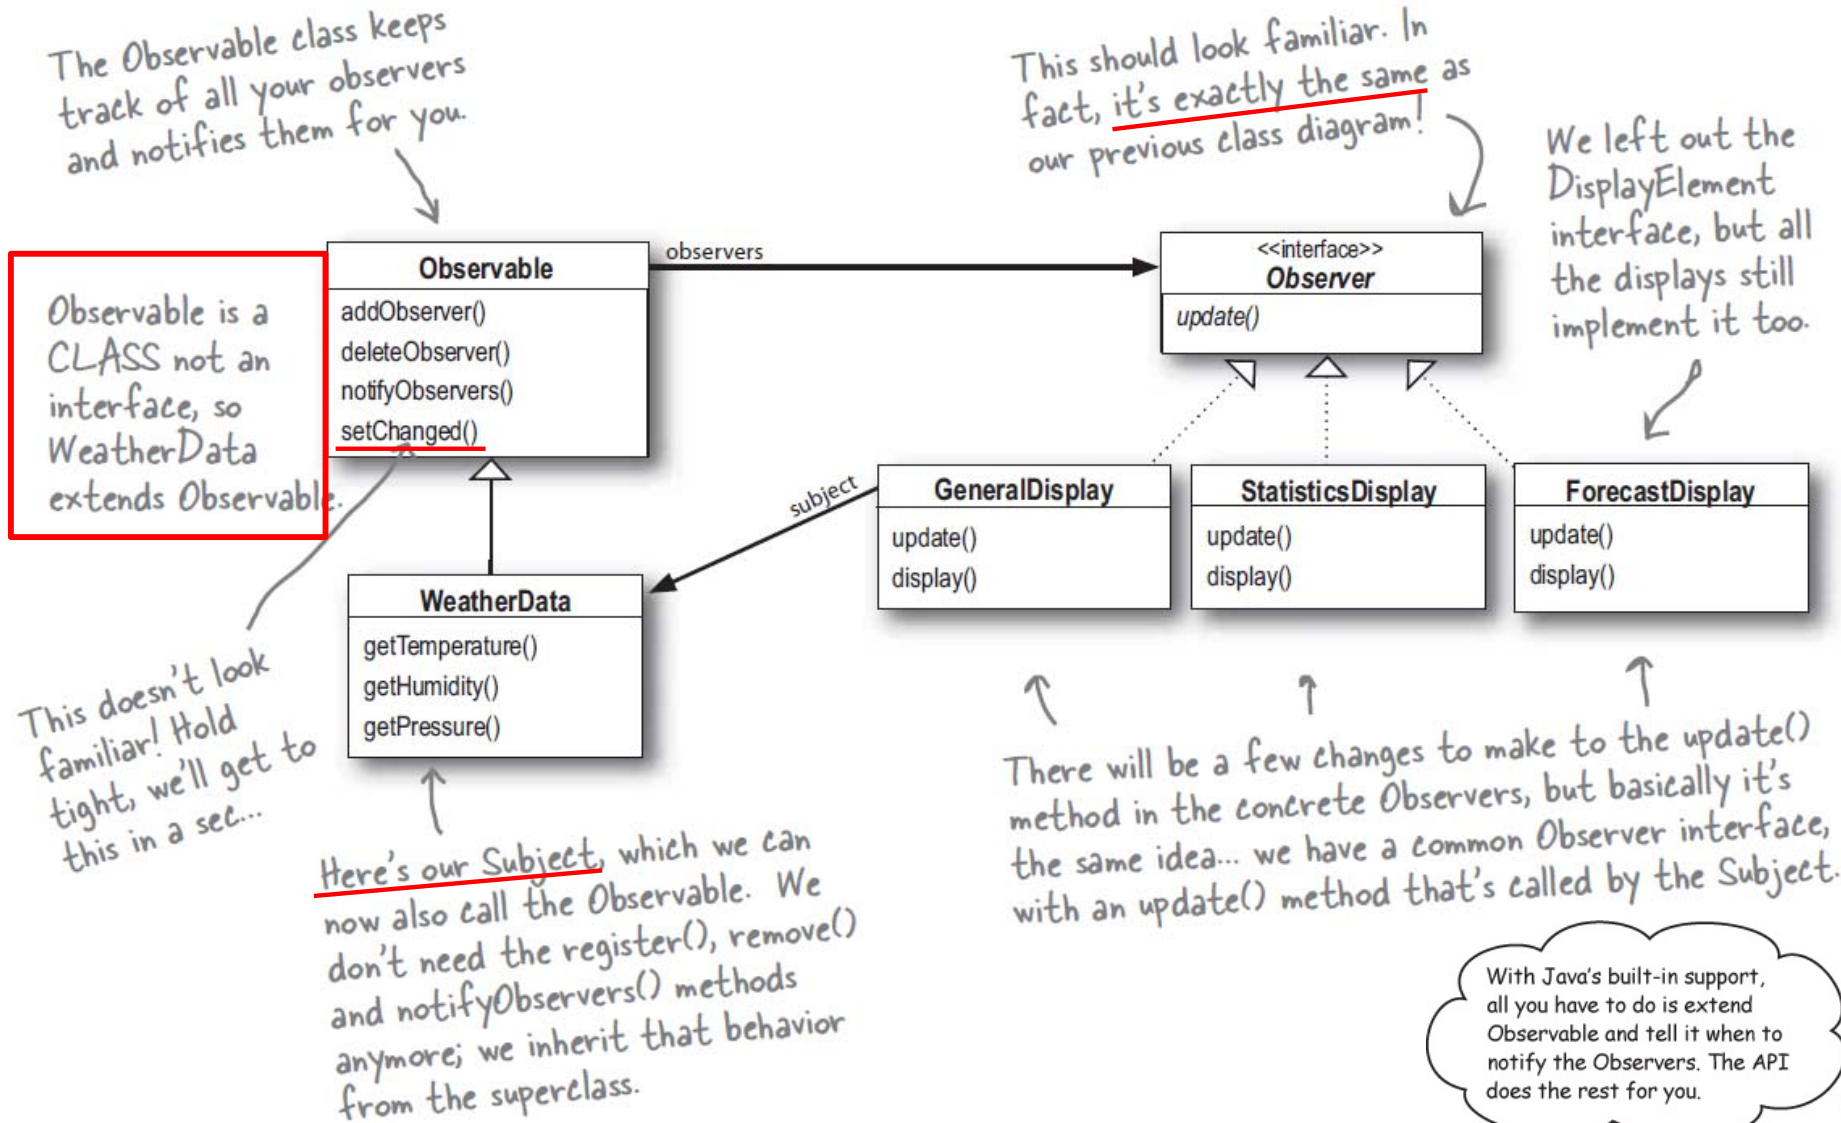 The Observable class keeps
track of all your observers
and notifies them for you.
This should look familiar. In
fact, it's exactly the same as
our previous class diagram!
We left out the
DisplayElement
interface, but all
the displays still
implement it too.
Observable is a
CLASS not an
interface, so
WeatherData
extends Observable.
Observable
addObserver()
deleteObserver()
notifyObservers()
setChanged()
observers
<<interface>>
Observer
update()
subject
GeneralDisplay
update()
display()
StatisticsDisplay
update()
display()
ForecastDisplay
update()
display()
WeatherData
getTemperature()
getHumidity()
getPressure()
This doesn't look
familiar! Hold
tight, we'll get to
this in a sec...
Here's our Subject, which we can
now also call the Observable. We
don't need the register(), remove()
and notifyObservers() methods
anymore; we inherit that behavior
from the superclass.
There will be a few changes to make to the update()
method in the concrete Observers, but basically it's
the same idea... we have a common Observer interface,
with an update() method that's called by the Subject.
With Java's built-in support,
all you have to do is extend
Observable and tell it when to
notify the Observers. The API
does the rest for you.